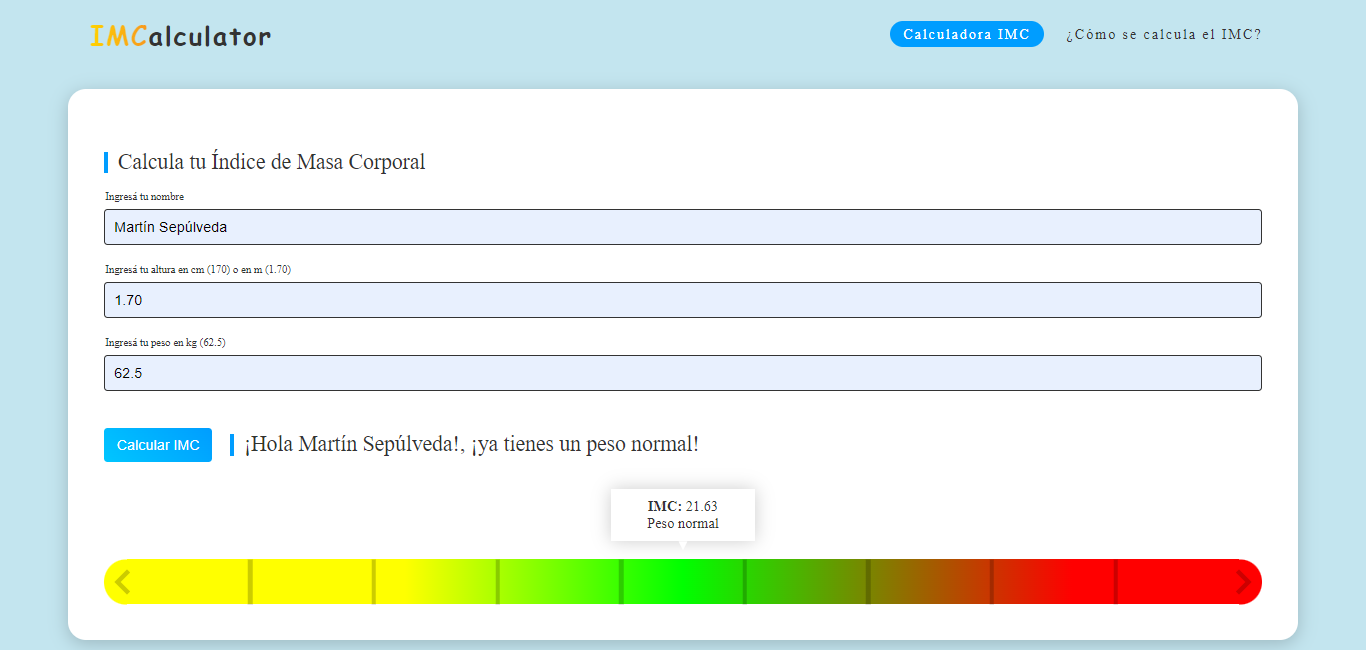 IMCalculator
Calculadora IMC
¿Cómo se calcula el IMC?
Calcula tu Índice de Masa Corporal
Ingresá tu nombre
Martín Sepúlveda
Ingresá tu altura en cm (170) o en m (1.70)
1.70
Ingresá tu peso en kg (62.5)
62.5
Calcular IMC
¡Hola Martín Sepúlveda!, ¡ya tienes un peso normal!
IMC: 21.63
Peso normal